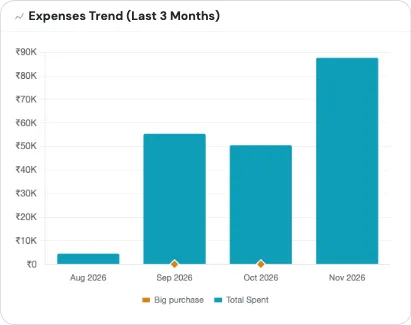 Expenses Trend (Last 3 Months)
₹90K
₹80K
₹70K
₹60K
₹50K
₹40K
₹30K
₹20K
₹10K
₹0
Aug 2026 Sep 2026 Oct 2026 Nov 2026
Big purchase Total Spent